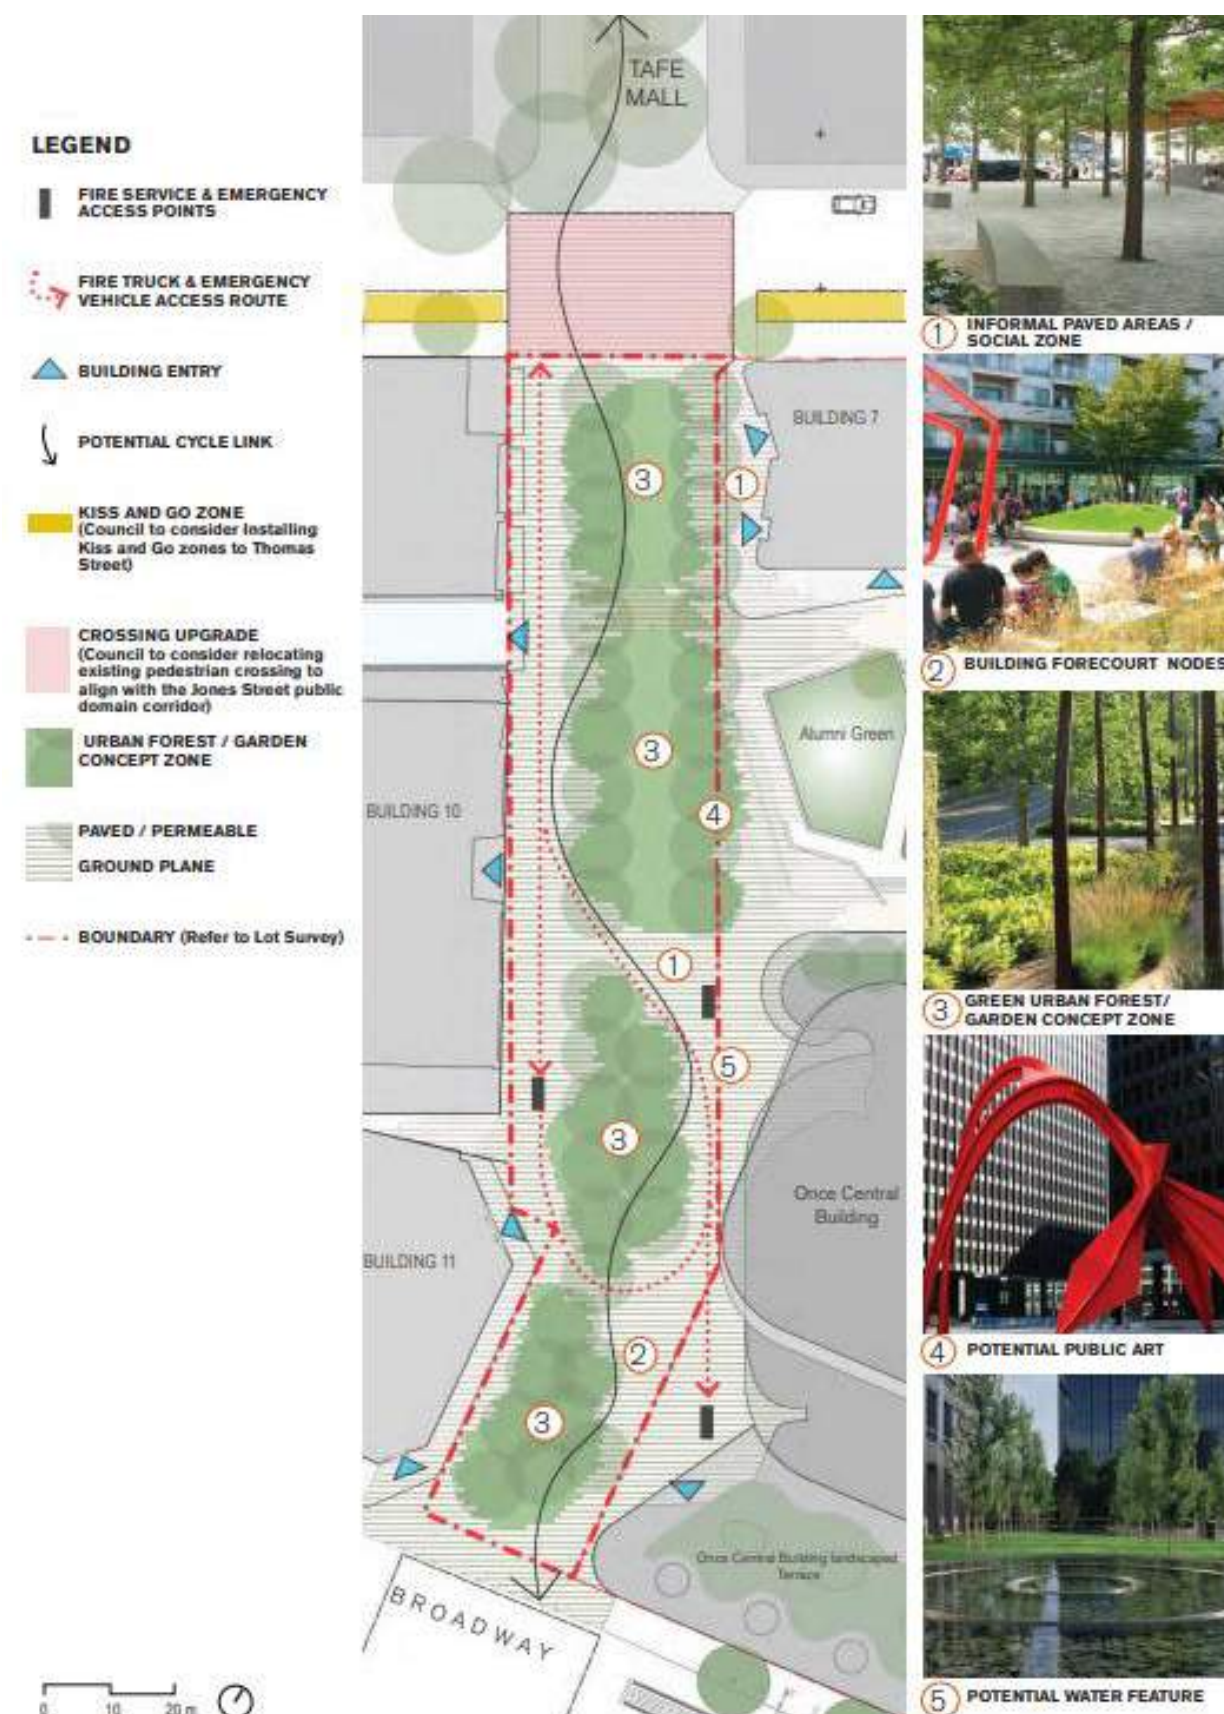 LEGEND
FIRE SERVICE & EMERGENCY
ACCESS POINTS
FIRE TRUCK & EMERGENCY
VEHICLE ACCESS ROUTE
BUILDING ENTRY
POTENTIAL CYCLE LINK
KISS AND GO ZONE
(Council to consider Installing
Kiss and Go zones to Thomas
Street)
CROSSING UPGRADE
(Council to consider relocating
existing pedestrian crossing to
align with the Jones Street public
domain corridor)
URBAN FOREST / GARDEN
CONCEPT ZONE
PAVED / PERMEABLE
GROUND PLANE
BOUNDARY (Refer to Lot Survey)
0 10 20 m
TAFE
MALL
BUILDING 7
3
1
3
Alumni Green
4
BUILDING 10
1
5
3
Once Central
Building
BUILDING 11
2
3
Once Central Building landscaped
Terrace
BROADWAY
1 INFORMAL PAVED AREAS /
SOCIAL ZONE
2 BUILDING FORECOURT NODES
3 GREEN URBAN FOREST/
GARDEN CONCEPT ZONE
4 POTENTIAL PUBLIC ART
5 POTENTIAL WATER FEATURE